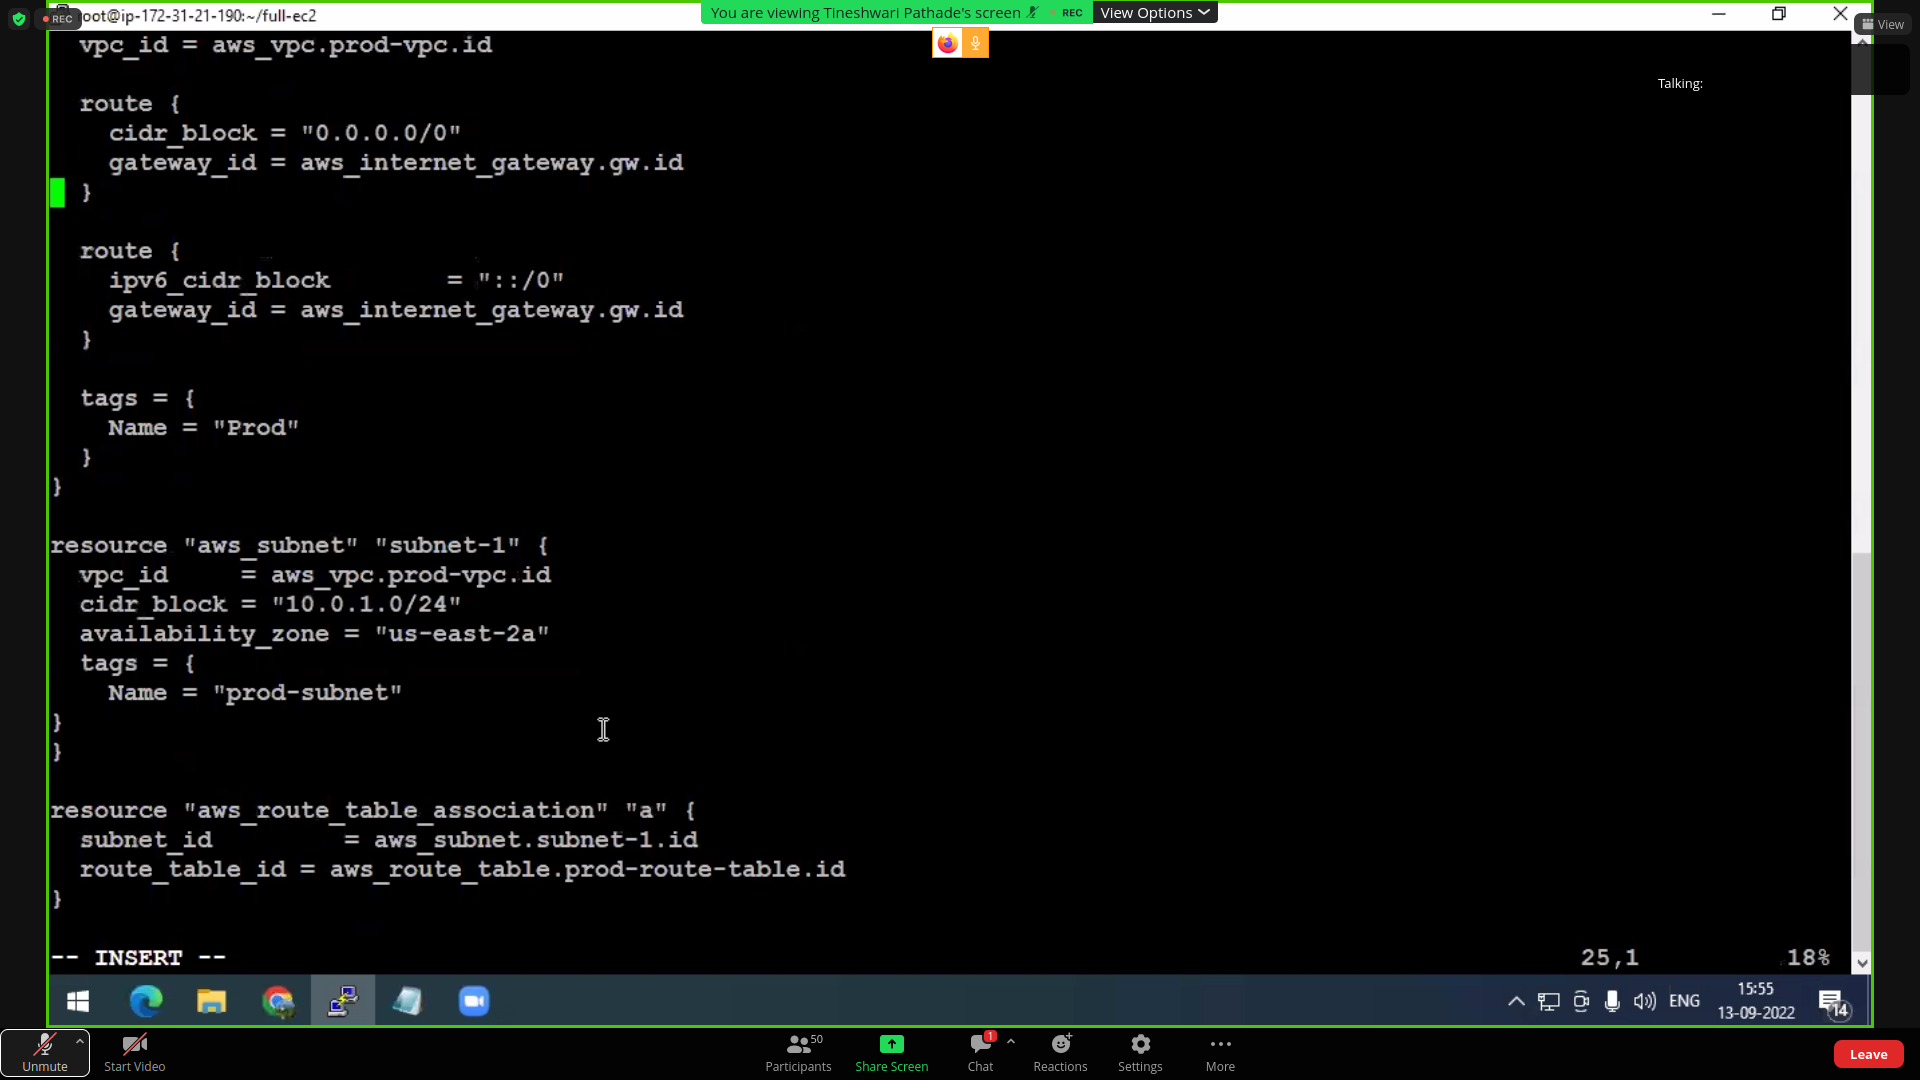 REC
root@ip-172-31-21-190:~/full-ec2
You are viewing Tineshwari Pathade's screen
REC
View Options
View
Talking:
vpc_id = aws_vpc.prod-vpc.id
route {
cidr_block = "0.0.0.0/0"
gateway_id = aws_internet_gateway.gw.id
}
route {
ipv6_cidr_block        = "::/0"
gateway_id = aws_internet_gateway.gw.id
}
tags = {
Name = "Prod"
}
}
resource "aws_subnet" "subnet-1" {
vpc_id     = aws_vpc.prod-vpc.id
cidr_block = "10.0.1.0/24"
availability_zone = "us-east-2a"
tags = {
Name = "prod-subnet"
}
}
resource "aws_route_table_association" "a" {
subnet_id         = aws_subnet.subnet-1.id
route_table_id = aws_route_table.prod-route-table.id
}
-- INSERT --
25,1
18%
ENG
15:55
13-09-2022
14
Unmute
Start Video
50
Participants
Share Screen
1
Chat
Reactions
Settings
More
Leave